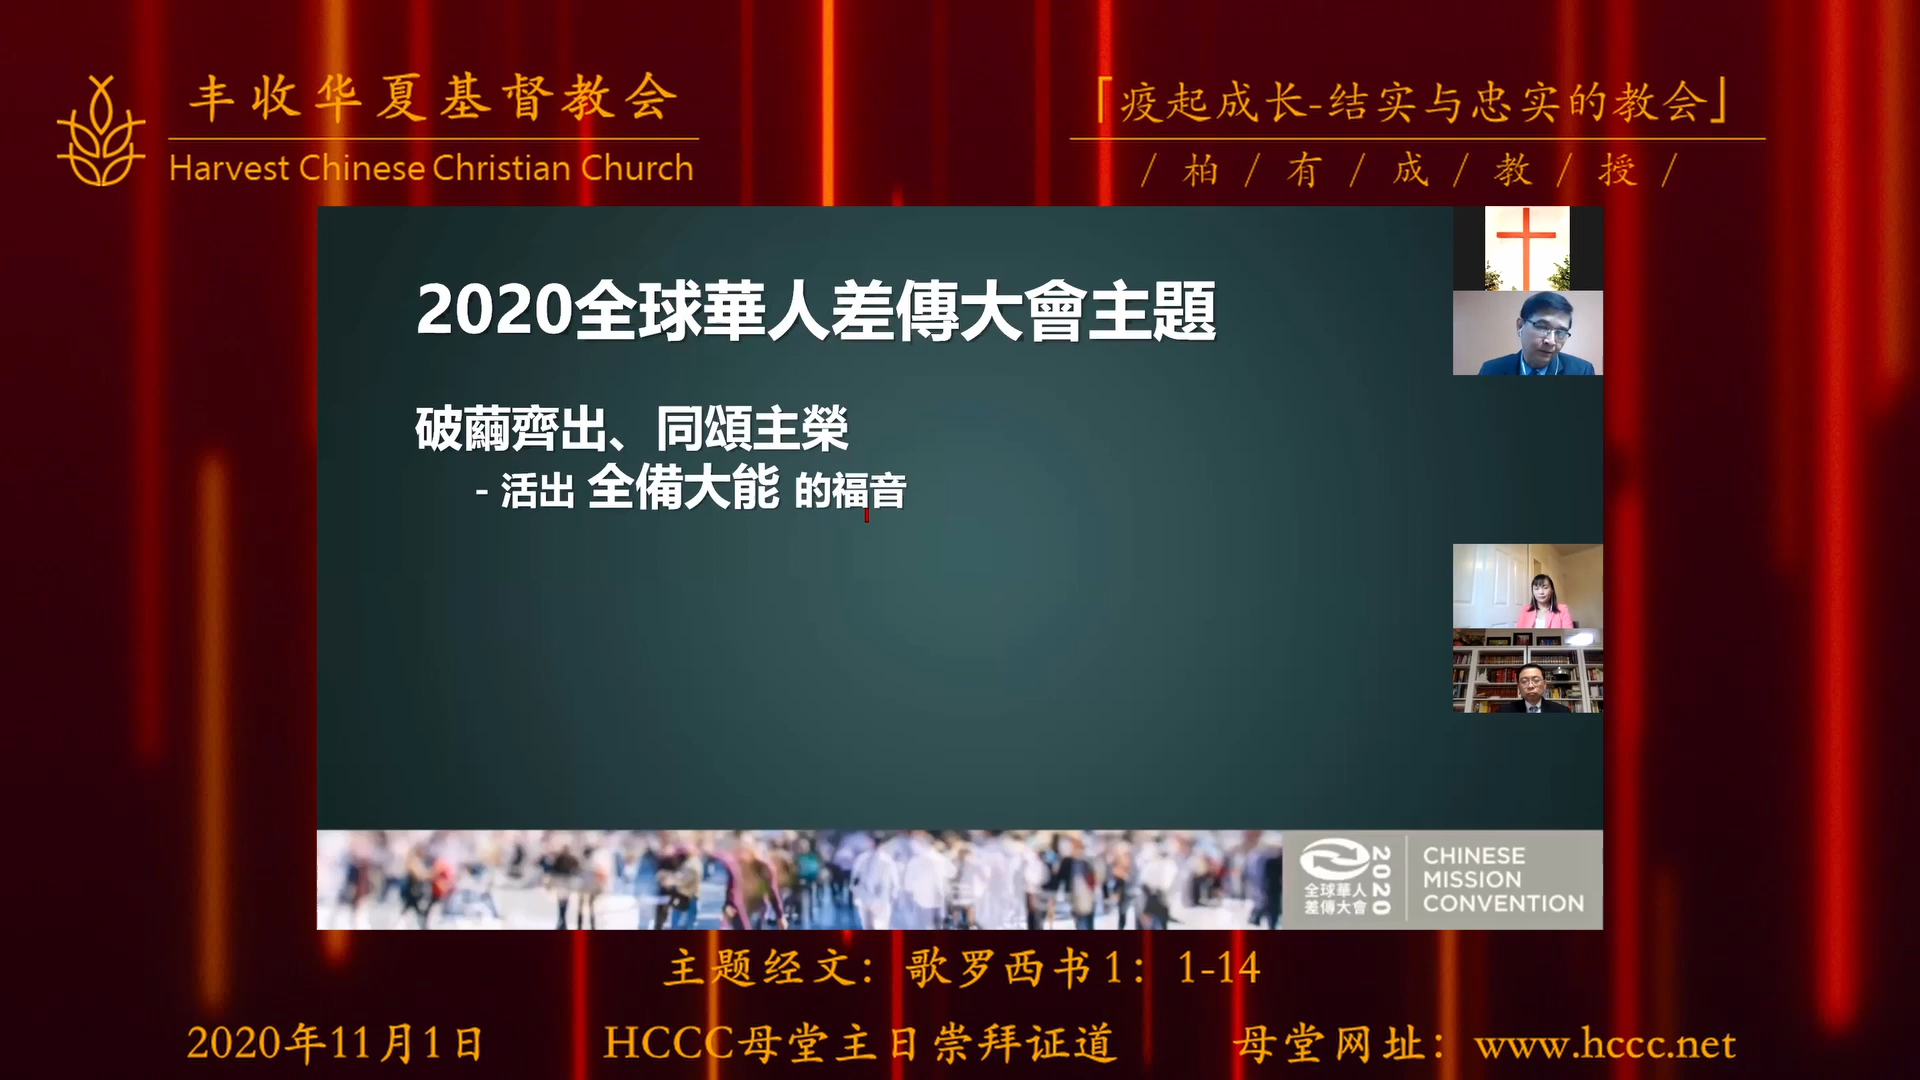 丰收华夏基督教会
Harvest Chinese Christian Church
「疫起成长-结实与忠实的教会」
/ 柏 / 有 / 成 / 教 / 授 /
2020全球華人差傳大會主題
破繭齊出、同頌主榮
- 活出 全備大能 的福音
全球華人
差傳大會
2020
CHINESE
MISSION
CONVENTION
主题经文：歌罗西书1：1-14
2020年11月1日
HCCC母堂主日崇拜证道
母堂网址：www.hccc.net